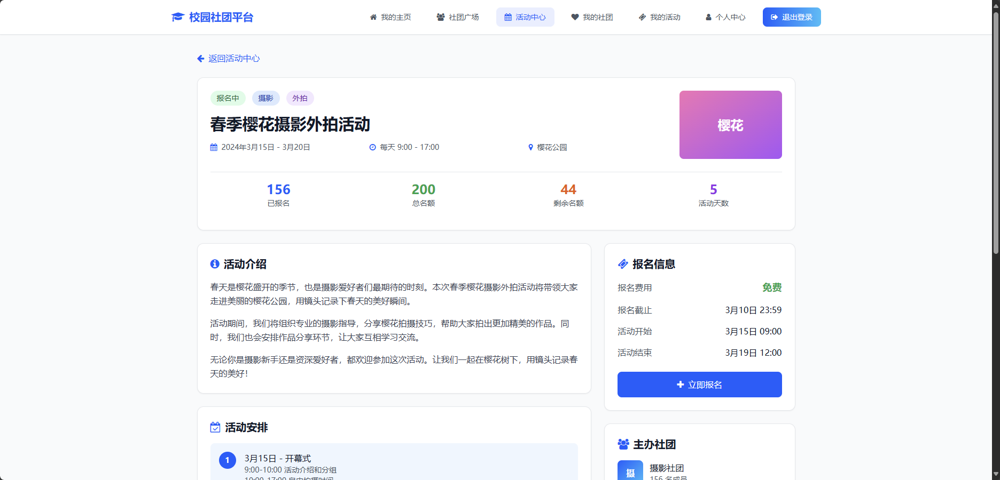 校园社团平台
我的主页
社团广场
活动中心
我的社团
我的活动
个人中心
退出登录
返回活动中心
报名中
摄影
外拍
春季樱花摄影外拍活动
2024年3月15日 - 3月20日
每天 9:00 - 17:00
樱花公园
樱花
156
已报名
200
总名额
44
剩余名额
5
活动天数
活动介绍
春天是樱花盛开的季节，也是摄影爱好者们最期待的时刻。本次春季樱花摄影外拍活动将带领大家
走进美丽的樱花公园，用镜头记录下春天的美好瞬间。
活动期间，我们将组织专业的摄影指导，分享樱花拍摄技巧，帮助大家拍出更加精美的作品。同
时，我们也会安排作品分享环节，让大家互相学习交流。
无论你是摄影新手还是资深爱好者，都欢迎参加这次活动。让我们一起在樱花树下，用镜头记录春
天的美好！
活动安排
1
3月15日 - 开幕式
9:00-10:00 活动介绍和分组
10:00-17:00 自由拍摄时间
报名信息
报名费用
免费
报名截止
3月10日 23:59
活动开始
3月15日 09:00
活动结束
3月19日 12:00
立即报名
主办社团
摄
摄影社团
156 名成员